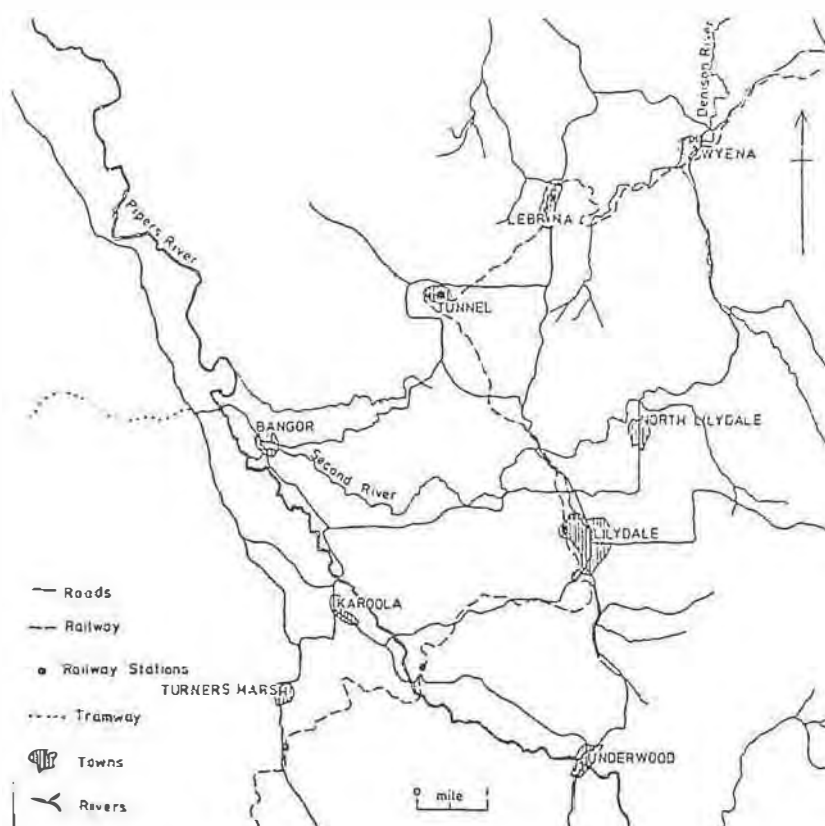 Denison River
WYENA
Pipers River
LEBRINA
TUNNEL
BANGOR
NORTH LILYDALE
Second River
LILYDALE
Roads
KAROOLA
Railway
Railway Stations
TURNERS MARSH
Tramway
Towns
UNDERWOOD
Rivers
0 mile